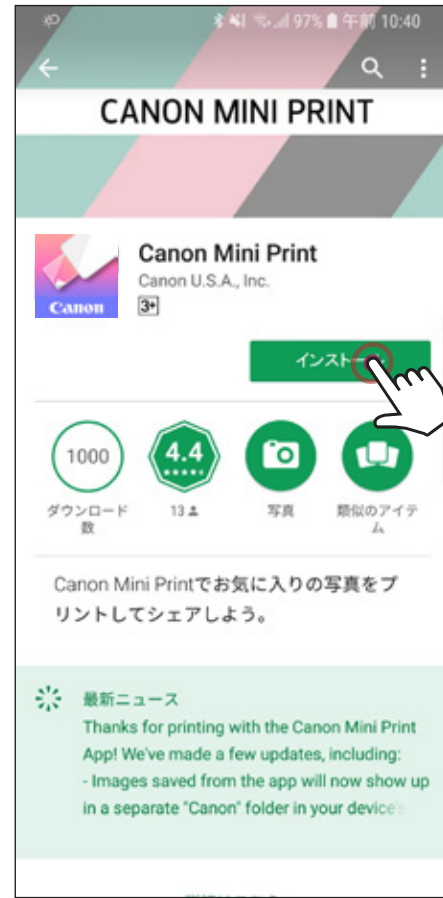 97% 午前 10:40
CANON MINI PRINT
Canon
Canon Mini Print
Canon U.S.A., Inc.
3+
インストール
1000
4.4
ダウンロード
数
13
写真
類似のアイテ
ム
Canon Mini Printでお気に入りの写真をプ
リントしてシェアしよう。
最新ニュース
Thanks for printing with the Canon Mini Print
App! We've made a few updates, including:
- Images saved from the app will now show up
in a separate "Canon" folder in your device's